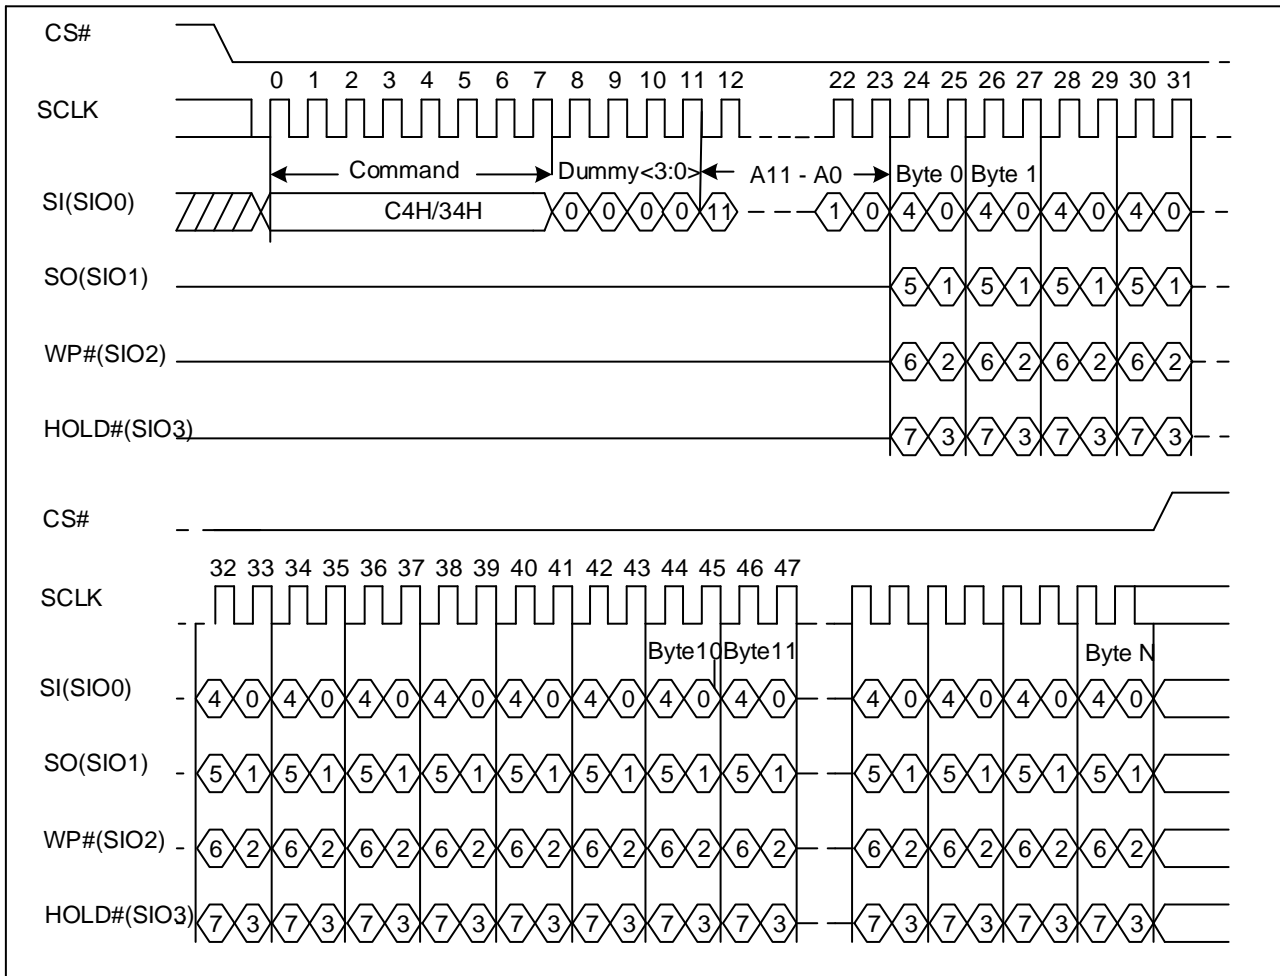 CS#
0 1 2 3 4 5 6 7 8 9 10 11 12 22 23 24 25 26 27 28 29 30 31
SCLK
Command Dummy<3:0> A11 - A0 Byte 0 Byte 1
SI(SIO0) C4H/34H 0 0 0 0 11 1 0 4 0 4 0 4 0 4 0
SO(SIO1) 5 1 5 1 5 1 5 1
WP#(SIO2) 6 2 6 2 6 2 6 2
HOLD#(SIO3) 7 3 7 3 7 3 7 3
CS#
32 33 34 35 36 37 38 39 40 41 42 43 44 45 46 47
SCLK
Byte10 Byte11 Byte N
SI(SIO0) 4 0 4 0 4 0 4 0 4 0 4 0 4 0 4 0 4 0 4 0 4 0 4 0
SO(SIO1) 5 1 5 1 5 1 5 1 5 1 5 1 5 1 5 1 5 1 5 1 5 1 5 1
WP#(SIO2) 6 2 6 2 6 2 6 2 6 2 6 2 6 2 6 2 6 2 6 2 6 2 6 2
HOLD#(SIO3) 7 3 7 3 7 3 7 3 7 3 7 3 7 3 7 3 7 3 7 3 7 3 7 3